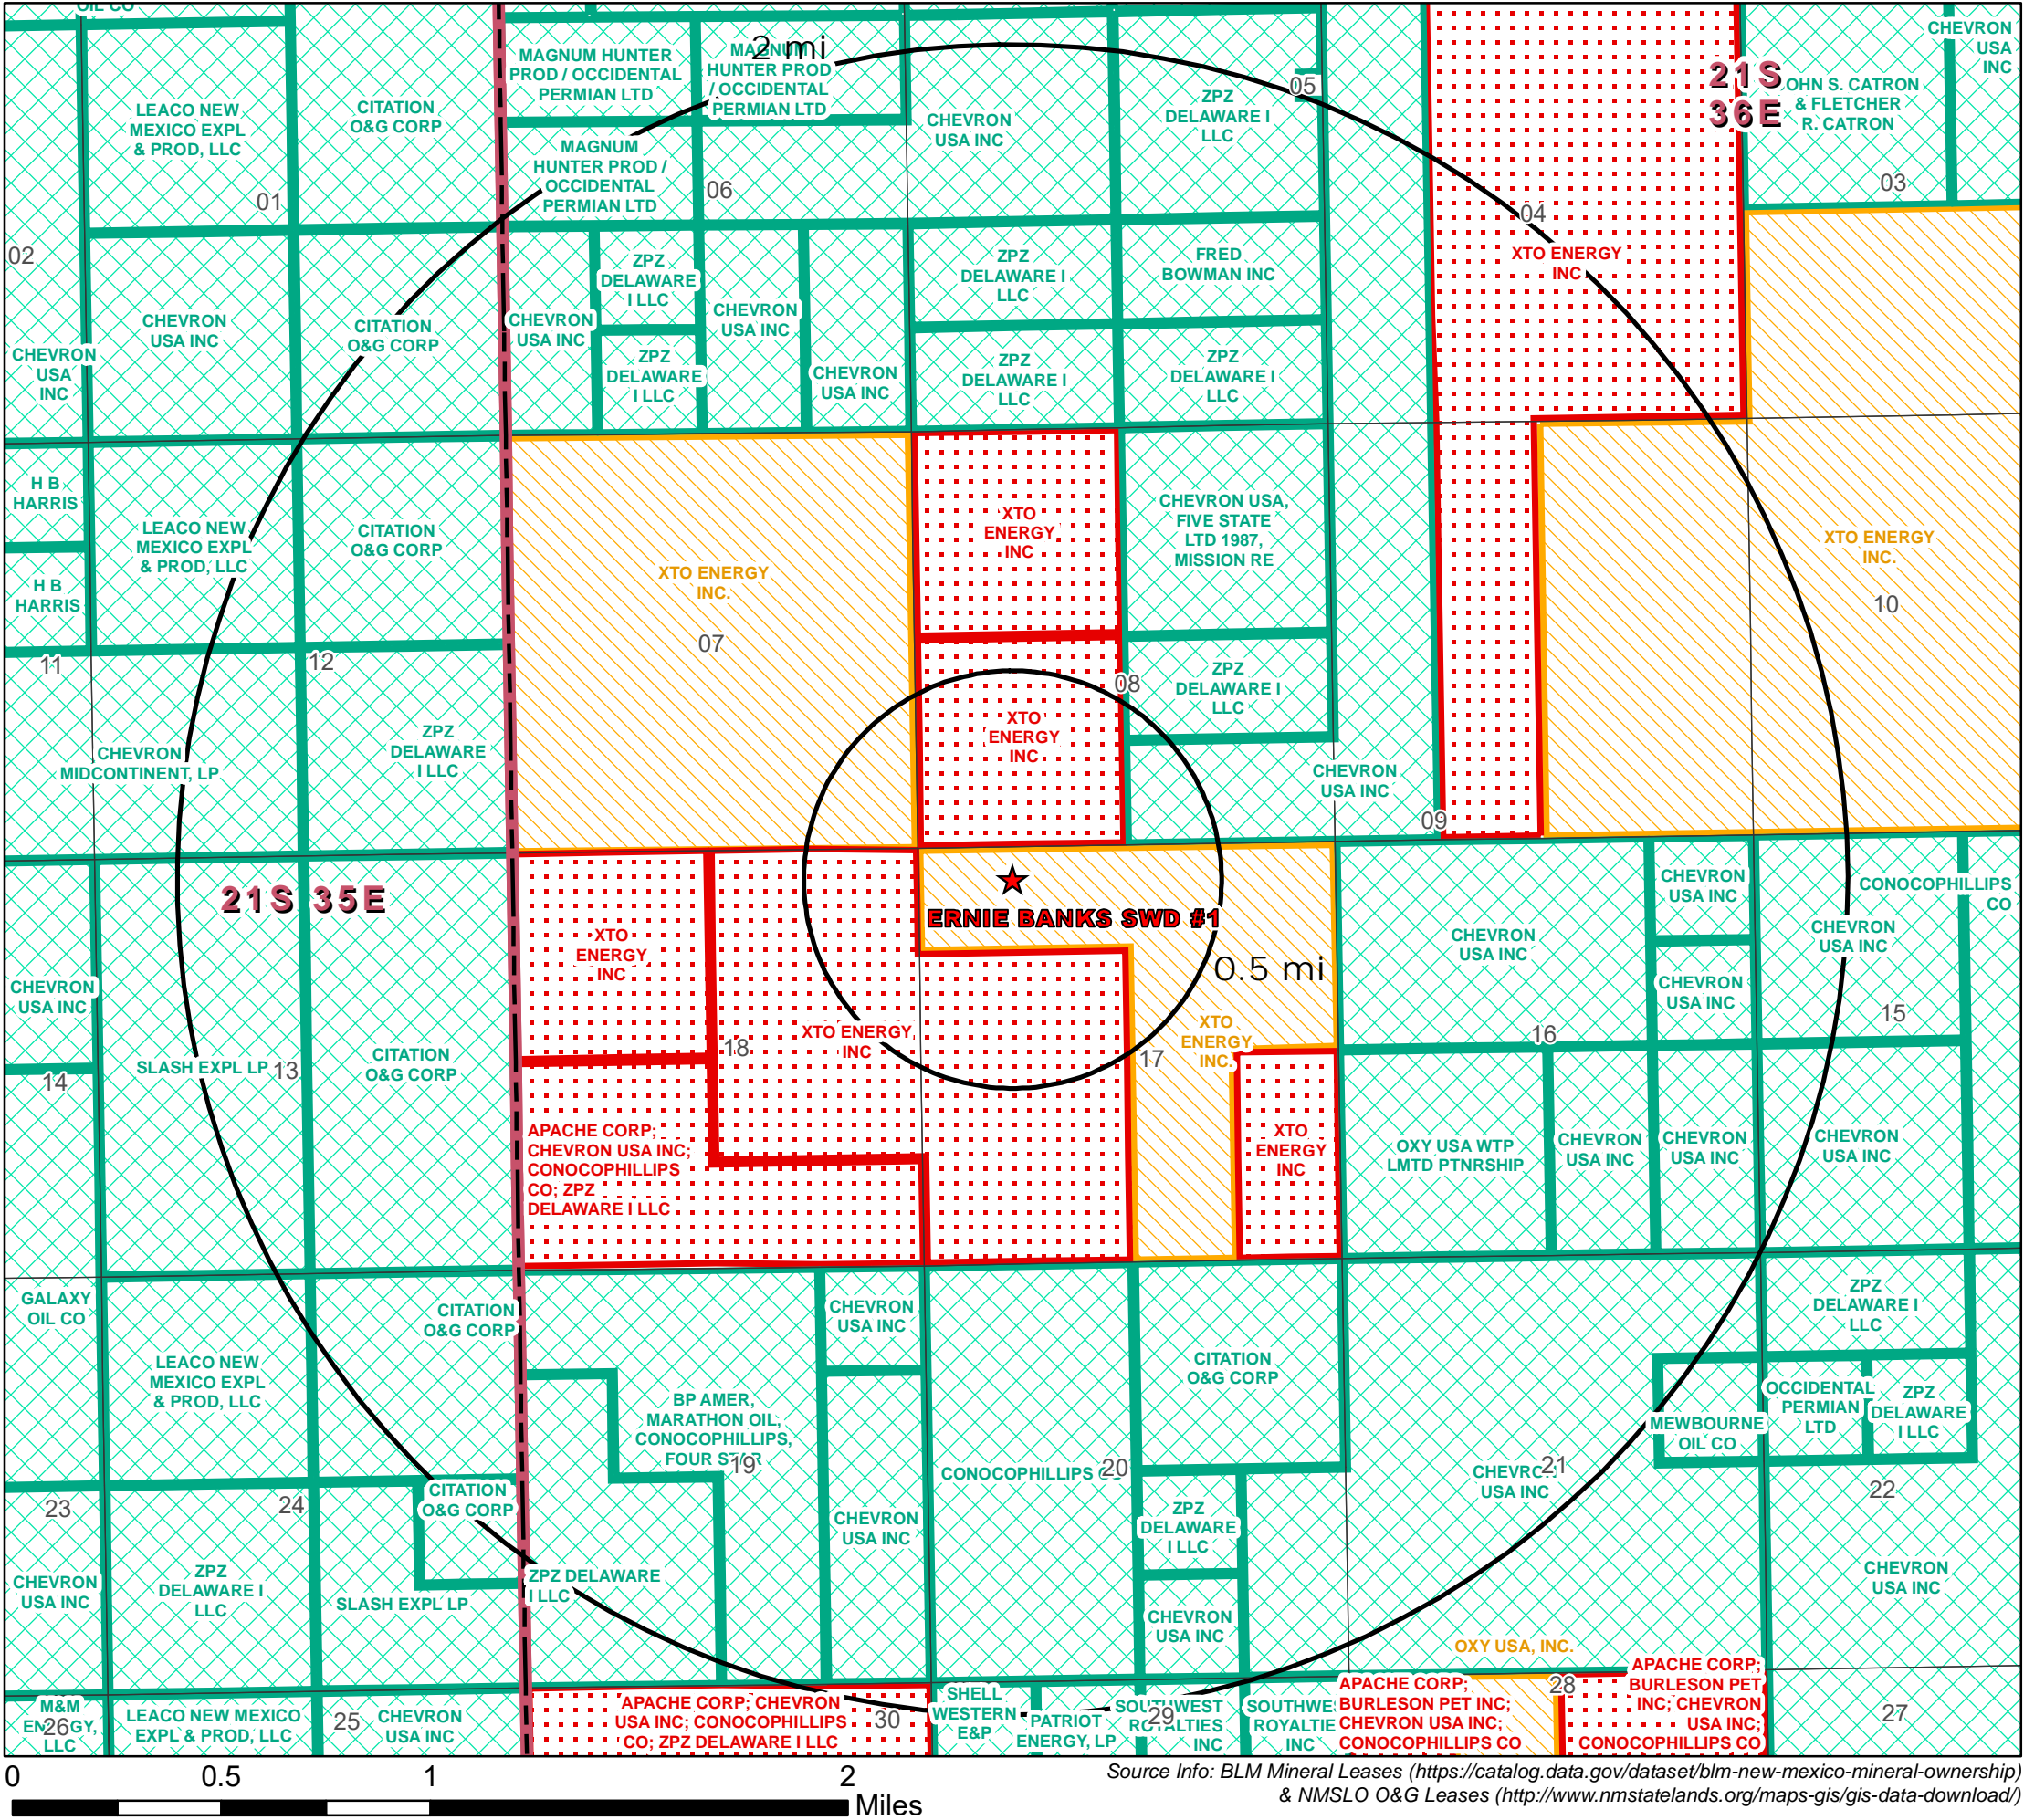 OIL CO
MAGNUM HUNTER
PROD / OCCIDENTAL
PERMIAN LTD
MAGNUM
HUNTER PROD
/ OCCIDENTAL
PERMIAN LTD
2 mi
05
21S
36E
OHN S. CATRON
& FLETCHER
R. CATRON
CHEVRON
USA
INC
LEACO NEW
MEXICO EXPL
& PROD, LLC
CITATION
O&G CORP
CHEVRON
USA INC
ZPZ
DELAWARE I
LLC
MAGNUM
HUNTER PROD /
OCCIDENTAL
PERMIAN LTD
01
06
04
03
02
XTO ENERGY
INC
ZPZ
DELAWARE
I LLC
ZPZ
DELAWARE I
LLC
FRED
BOWMAN INC
CHEVRON
USA INC
CITATION
O&G CORP
CHEVRON
USA INC
CHEVRON
USA INC
CHEVRON
USA
INC
ZPZ
DELAWARE
I LLC
CHEVRON
USA INC
ZPZ
DELAWARE I
LLC
ZPZ
DELAWARE I
LLC
H B
HARRIS
LEACO NEW
MEXICO EXPL
& PROD, LLC
CITATION
O&G CORP
XTO
ENERGY
INC
CHEVRON USA,
FIVE STATE
LTD 1987,
MISSION RE
XTO ENERGY
INC.
XTO ENERGY
INC.
H B
HARRIS
10
07
11
12
08
ZPZ
DELAWARE I
LLC
CHEVRON
MIDCONTINENT, LP
ZPZ
DELAWARE
I LLC
XTO
ENERGY
INC
CHEVRON
USA INC
09
21S 35E
ERNIE BANKS SWD #1
CHEVRON
USA INC
CONOCOPHILLIPS
CO
XTO
ENERGY
INC
CHEVRON
USA INC
CHEVRON
USA INC
0.5 mi
CHEVRON
USA INC
CHEVRON
USA INC
15
XTO ENERGY
INC
18
XTO
ENERGY
INC.
17
16
SLASH EXPL LP
13
14
CITATION
O&G CORP
APACHE CORP;
CHEVRON USA INC;
CONOCOPHILLIPS
CO; ZPZ
DELAWARE I LLC
XTO
ENERGY
INC
OXY USA WTP
LMTD PTNRSHIP
CHEVRON
USA INC
CHEVRON
USA INC
CHEVRON
USA INC
GALAXY
OIL CO
CITATION
O&G CORP
CHEVRON
USA INC
ZPZ
DELAWARE I
LLC
LEACO NEW
MEXICO EXPL
& PROD, LLC
BP AMER,
MARATHON OIL,
CONOCOPHILLIPS,
FOUR STAR
19
CITATION
O&G CORP
OCCIDENTAL
PERMIAN
LTD
ZPZ
DELAWARE
I LLC
MEWBOURNE
OIL CO
CONOCOPHILLIPS
20
CHEVRON
USA INC
21
22
23
24
CITATION
O&G CORP
CHEVRON
USA INC
ZPZ
DELAWARE
I LLC
CHEVRON
USA INC
ZPZ
DELAWARE I
LLC
SLASH EXPL LP
ZPZ DELAWARE
I LLC
CHEVRON
USA INC
CHEVRON
USA INC
OXY USA, INC.
M&M
ENERGY,
LLC
26
LEACO NEW MEXICO
EXPL & PROD, LLC
25
CHEVRON
USA INC
APACHE CORP; CHEVRON
USA INC; CONOCOPHILLIPS
CO; ZPZ DELAWARE I LLC
30
SHELL
WESTERN
E&P
PATRIOT
ENERGY, LP
SOUTHWEST
ROYALTIES
INC
29
SOUTHWE
ROYALTIE
INC
APACHE CORP;
BURLESON PET INC;
CHEVRON USA INC;
CONOCOPHILLIPS CO
28
APACHE CORP;
BURLESON PET
INC; CHEVRON
USA INC;
CONOCOPHILLIPS CO
27
0 0.5 1 2
Miles
Source Info: BLM Mineral Leases (https://catalog.data.gov/dataset/blm-new-mexico-mineral-ownership)
& NMSLO O&G Leases (http://www.nmstatelands.org/maps-gis/gis-data-download/)